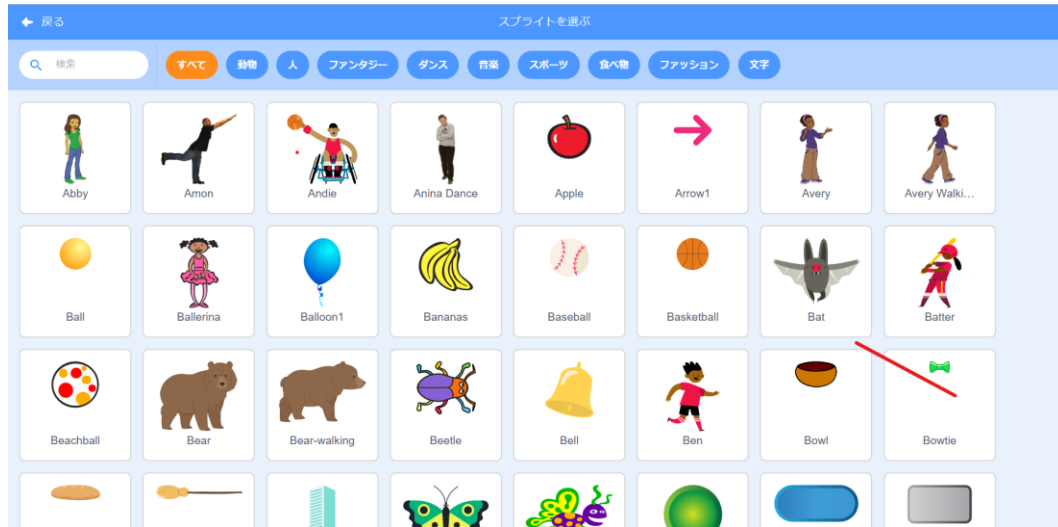 戻る
スプライトを選ぶ
検索
すべて
動物
人
ファンタジー
ダンス
音楽
スポーツ
食べ物
ファッション
文字
Abby
Amon
Andie
Anina Dance
Apple
Arrow1
Avery
Avery Walki...
Ball
Ballerina
Balloon1
Bananas
Baseball
Basketball
Bat
Batter
Beachball
Bear
Bear-walking
Beetle
Bell
Ben
Bowl
Bowtie